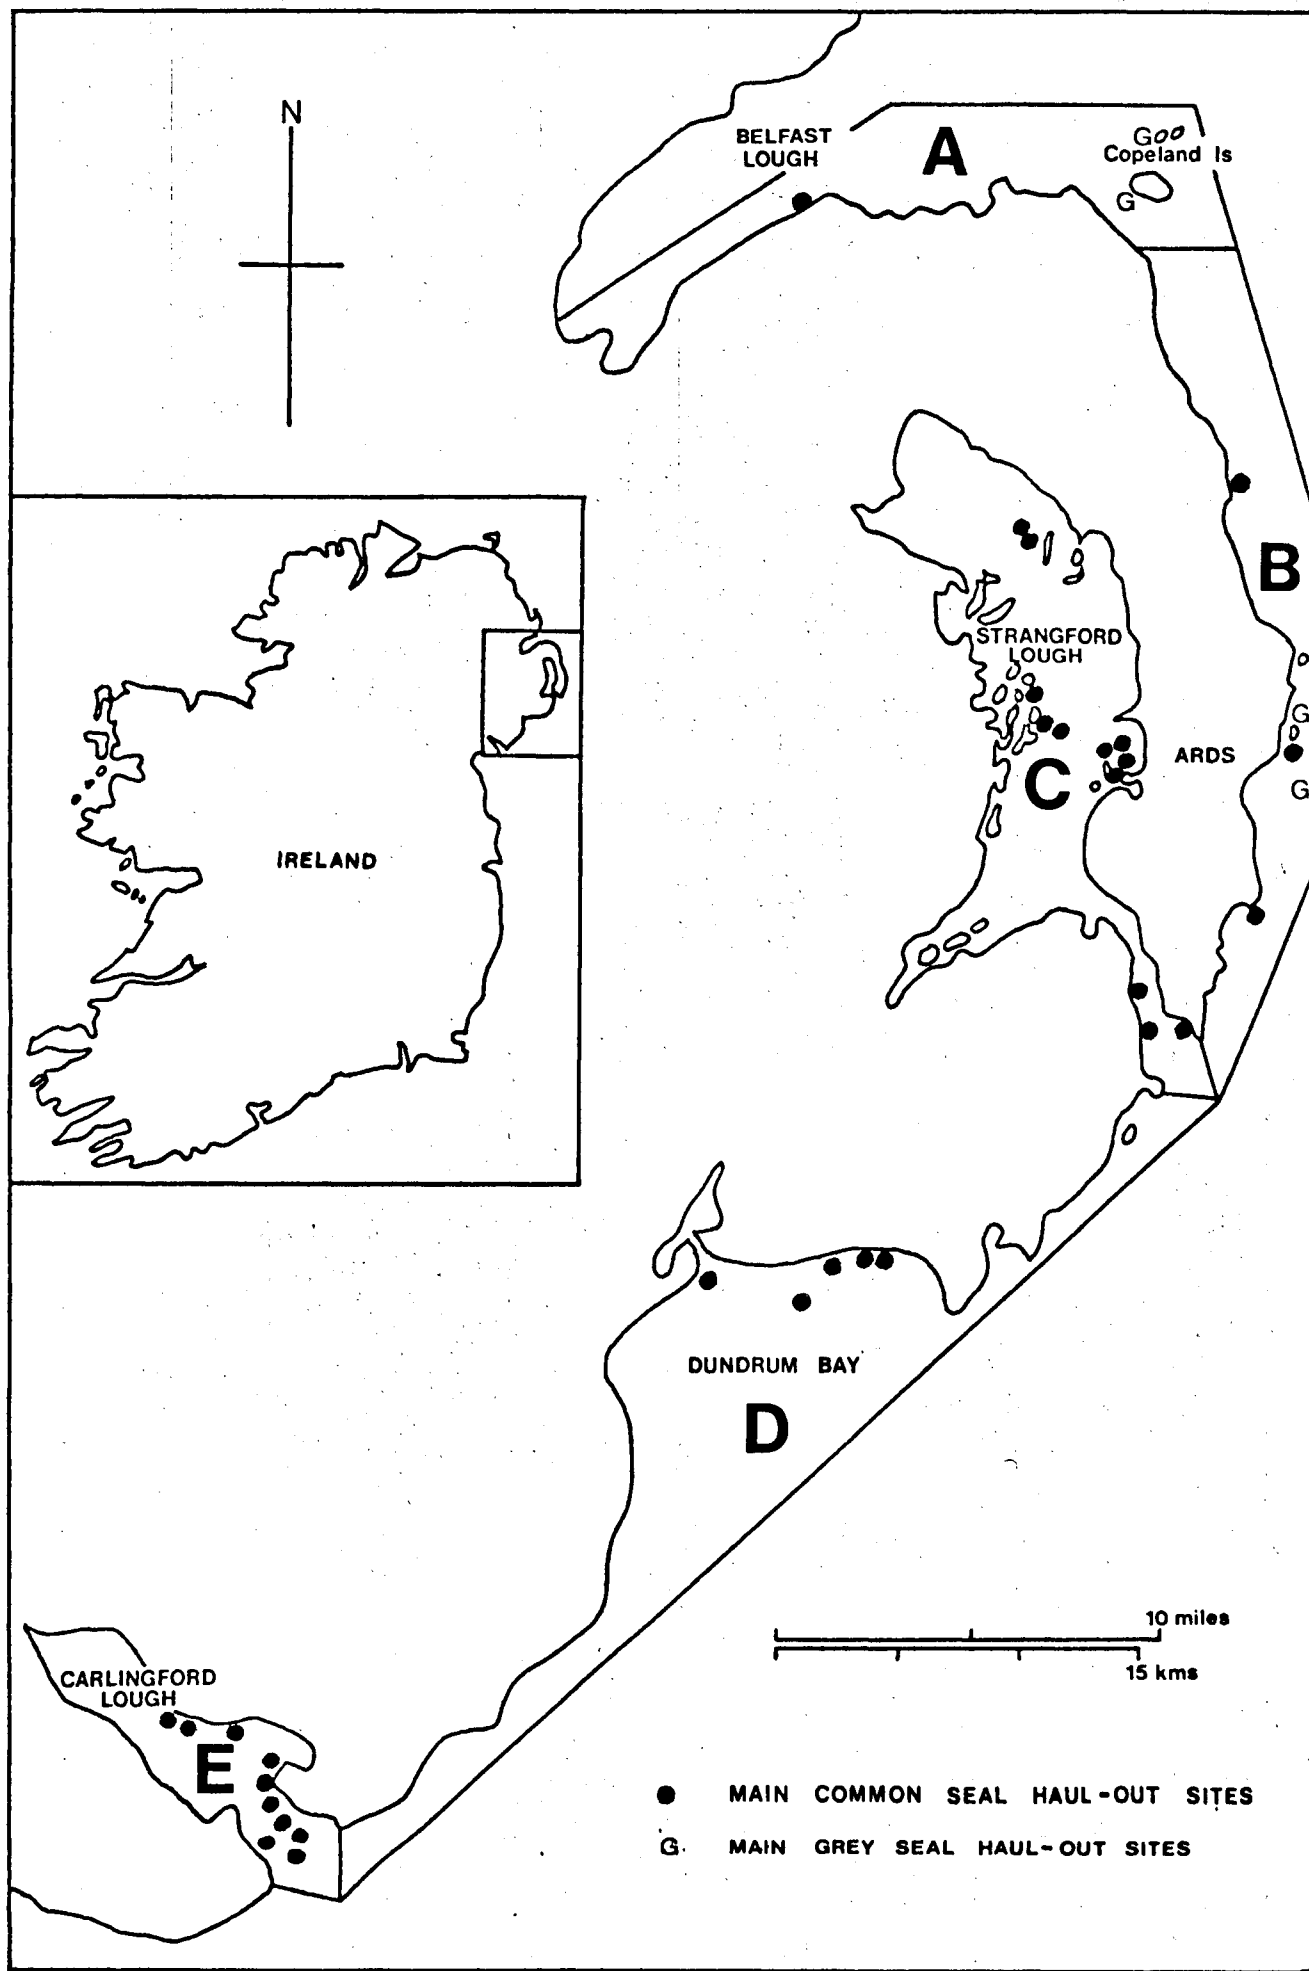 N
BELFAST
LOUGH
A
G
Copeland Is
G
B
STRANGFORD
LOUGH
G
ARDS
C
G
IRELAND
DUNDRUM BAY
D
10 miles
15 kms
CARLINGFORD
LOUGH
E
MAIN COMMON SEAL HAUL-OUT SITES
G. MAIN GREY SEAL HAUL-OUT SITES